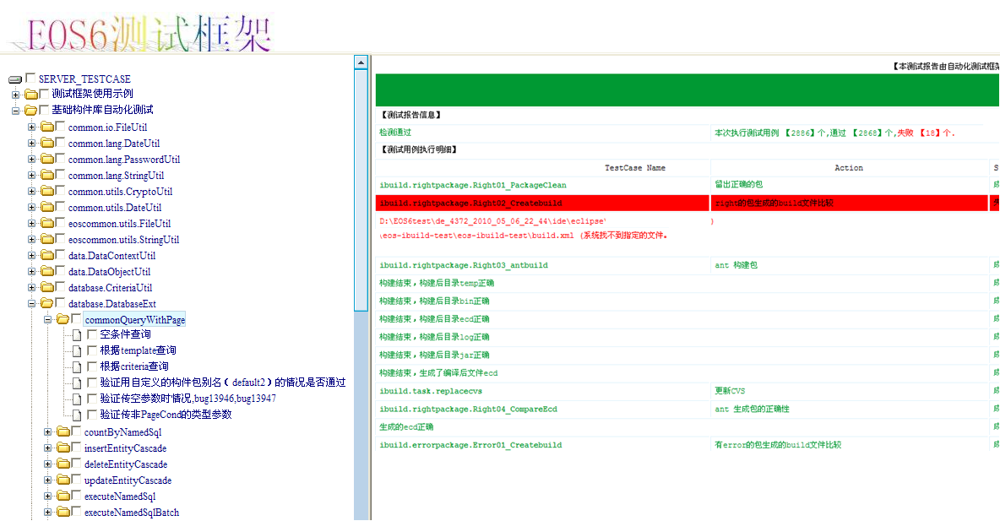 EOS6测试框架
SERVER_TESTCASE
测试框架使用示例
基础构件库自动化测试
common.io.FileUtil
common.lang.DateUtil
common.lang.PasswordUtil
common.lang.StringUtil
common.utils.CryptoUtil
common.utils.DateUtil
eoscommon.utils.FileUtil
eoscommon.utils.StringUtil
data.DataContextUtil
data.DataObjectUtil
database.CriteriaUtil
database.DatabaseExt
commonQueryWithPage
空条件查询
根据template查询
根据criteria查询
验证用自定义的构件包别名（default2）的情况是否通过
验证传空参数时情况,bug13946,bug13947
验证传非PageCond的类型参数
countByNamedSql
insertEntityCascade
deleteEntityCascade
updateEntityCascade
executeNamedSql
executeNamedSqlBatch
【本测试报告由自动化测试框架
【测试报告信息】
检测通过 本次执行测试用例 【2886】个,通过 【2868】个,失败 【18】个.
【测试用例执行明细】
TestCase Name Action S
ibuild.rightpackage.Right01_PackageClean 留出正确的包 成
ibuild.rightpackage.Right02_Createbuild right的包生成的build文件比较 失
D:\EOS6test\de_4372_2010_05_06_22_44\ide\eclipse' )
\eos-ibuild-test\eos-ibuild-test\build.xml (系统找不到指定的文件。
ibuild.rightpackage.Right03_antbuild ant 构建包 成
构建结束，构建后目录temp正确 成
构建结束，构建后目录bin正确 成
构建结束，构建后目录ecd正确 成
构建结束，构建后目录log正确 成
构建结束，构建后目录jar正确 成
构建结束，生成了编译后文件ecd 成
ibuild.task.replacecvs 更新CVS 成
ibuild.rightpackage.Right04_CompareEcd ant 生成包的正确性 成
生成的ecd正确 成
ibuild.errorpackage.Error01_Createbuild 有error的包生成的build文件比较 成